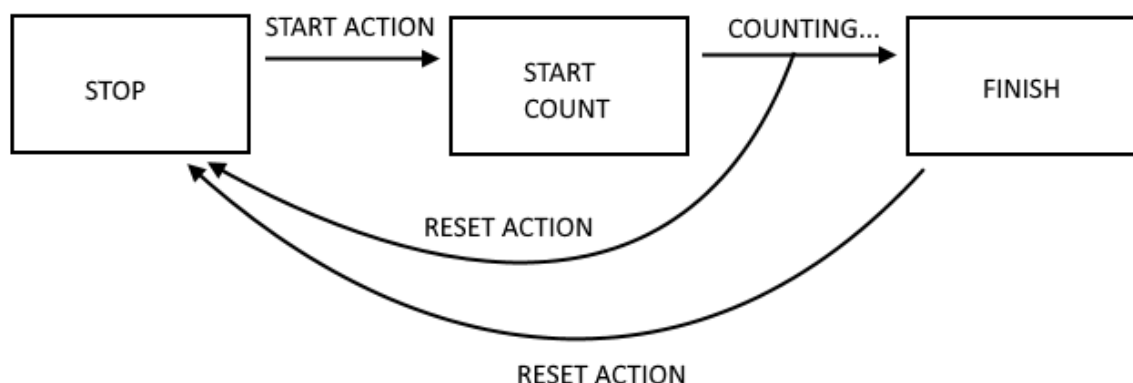 START ACTION
COUNTING...
STOP
START
COUNT
FINISH
RESET ACTION
RESET ACTION